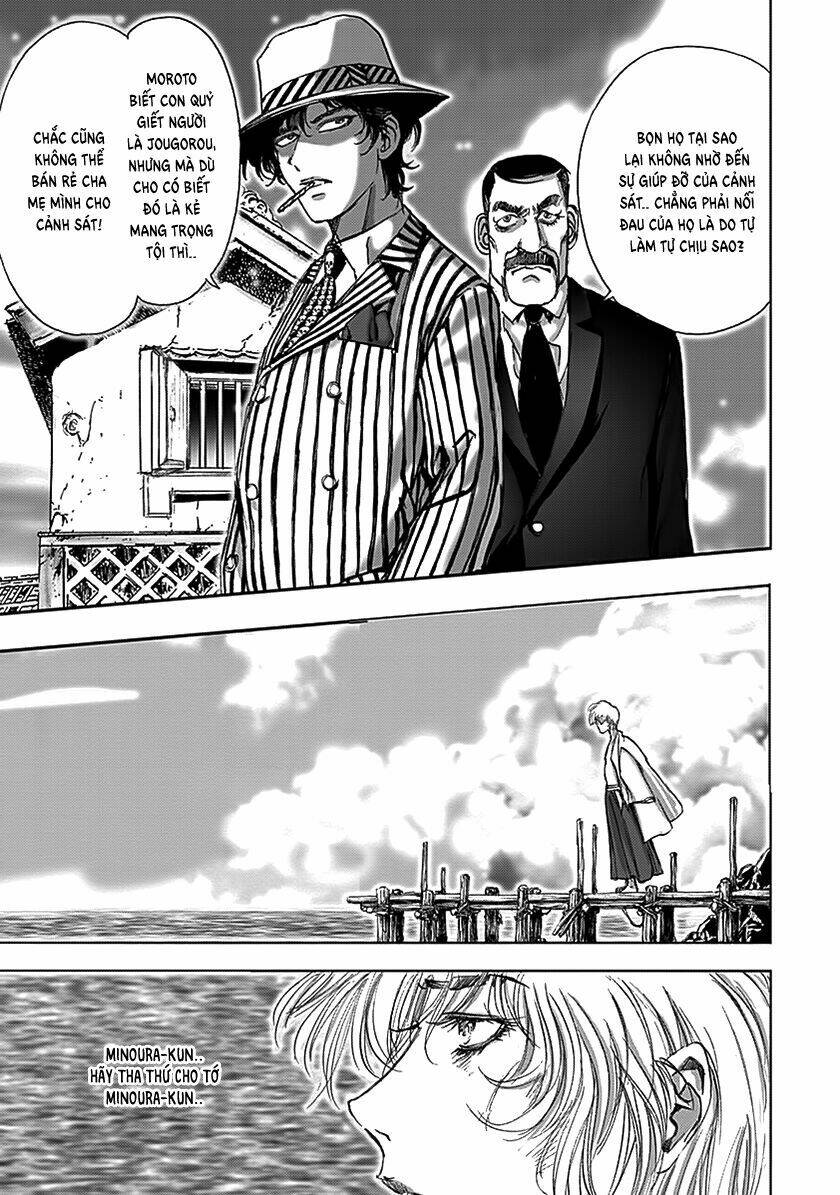 BỌN HỌ TẠI SAO
LẠI KHÔNG NHỜ ĐẾN
SỰ GIÚP ĐỠ CỦA CẢNH
SÁT.. CHẲNG PHẢI NỖI
ĐAU CỦA HỌ LÀ DO TỰ
LÀM TỰ CHỊU SAO?
MOROTO
BIẾT CON QUỶ
GIẾT NGƯỜI
LÀ JOUGOROU,
NHƯNG MÀ DÙ
CHO CÓ BIẾT
ĐÓ LÀ KẺ
MANG TRỌNG
TỘI THÌ..
CHẮC CŨNG
KHÔNG THỂ
BÁN RẺ CHA
MẸ MÌNH CHO
CẢNH SÁT!
MINOURA-KUN..
HÃY THA THỨ CHO TỚ
MINOURA-KUN..